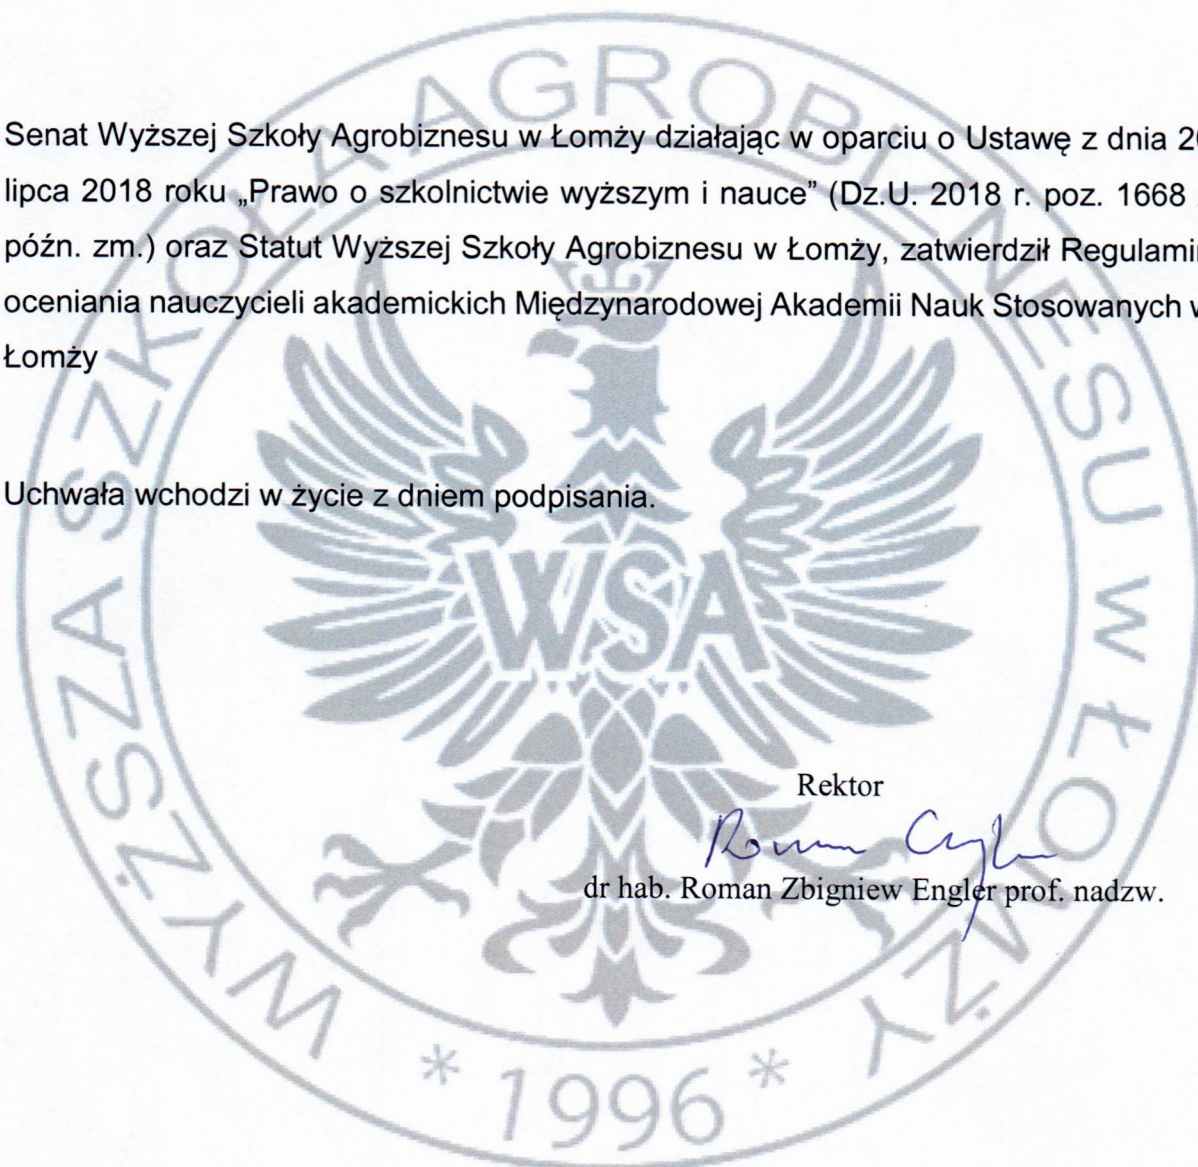 WYŻSZA SZKOŁA AGROBIZNESU W ŁOMŻY
Senat Wyższej Szkoły Agrobiznesu w Łomży działając w oparciu o Ustawę z dnia
lipca 2018 roku „Prawo o szkolnictwie wyższym i nauce” (Dz.U. 2018 r. poz. 1668
późn. zm.) oraz Statut Wyższej Szkoły Agrobiznesu w Łomży, zatwierdził Regulamin
oceniania nauczycieli akademickich Międzynarodowej Akademii Nauk Stosowanych w
Łomży
Uchwała wchodzi w życie z dniem podpisania.
WSA
Rektor
dr hab. Roman Zbigniew Engler prof. nadzw.
* 1996 *